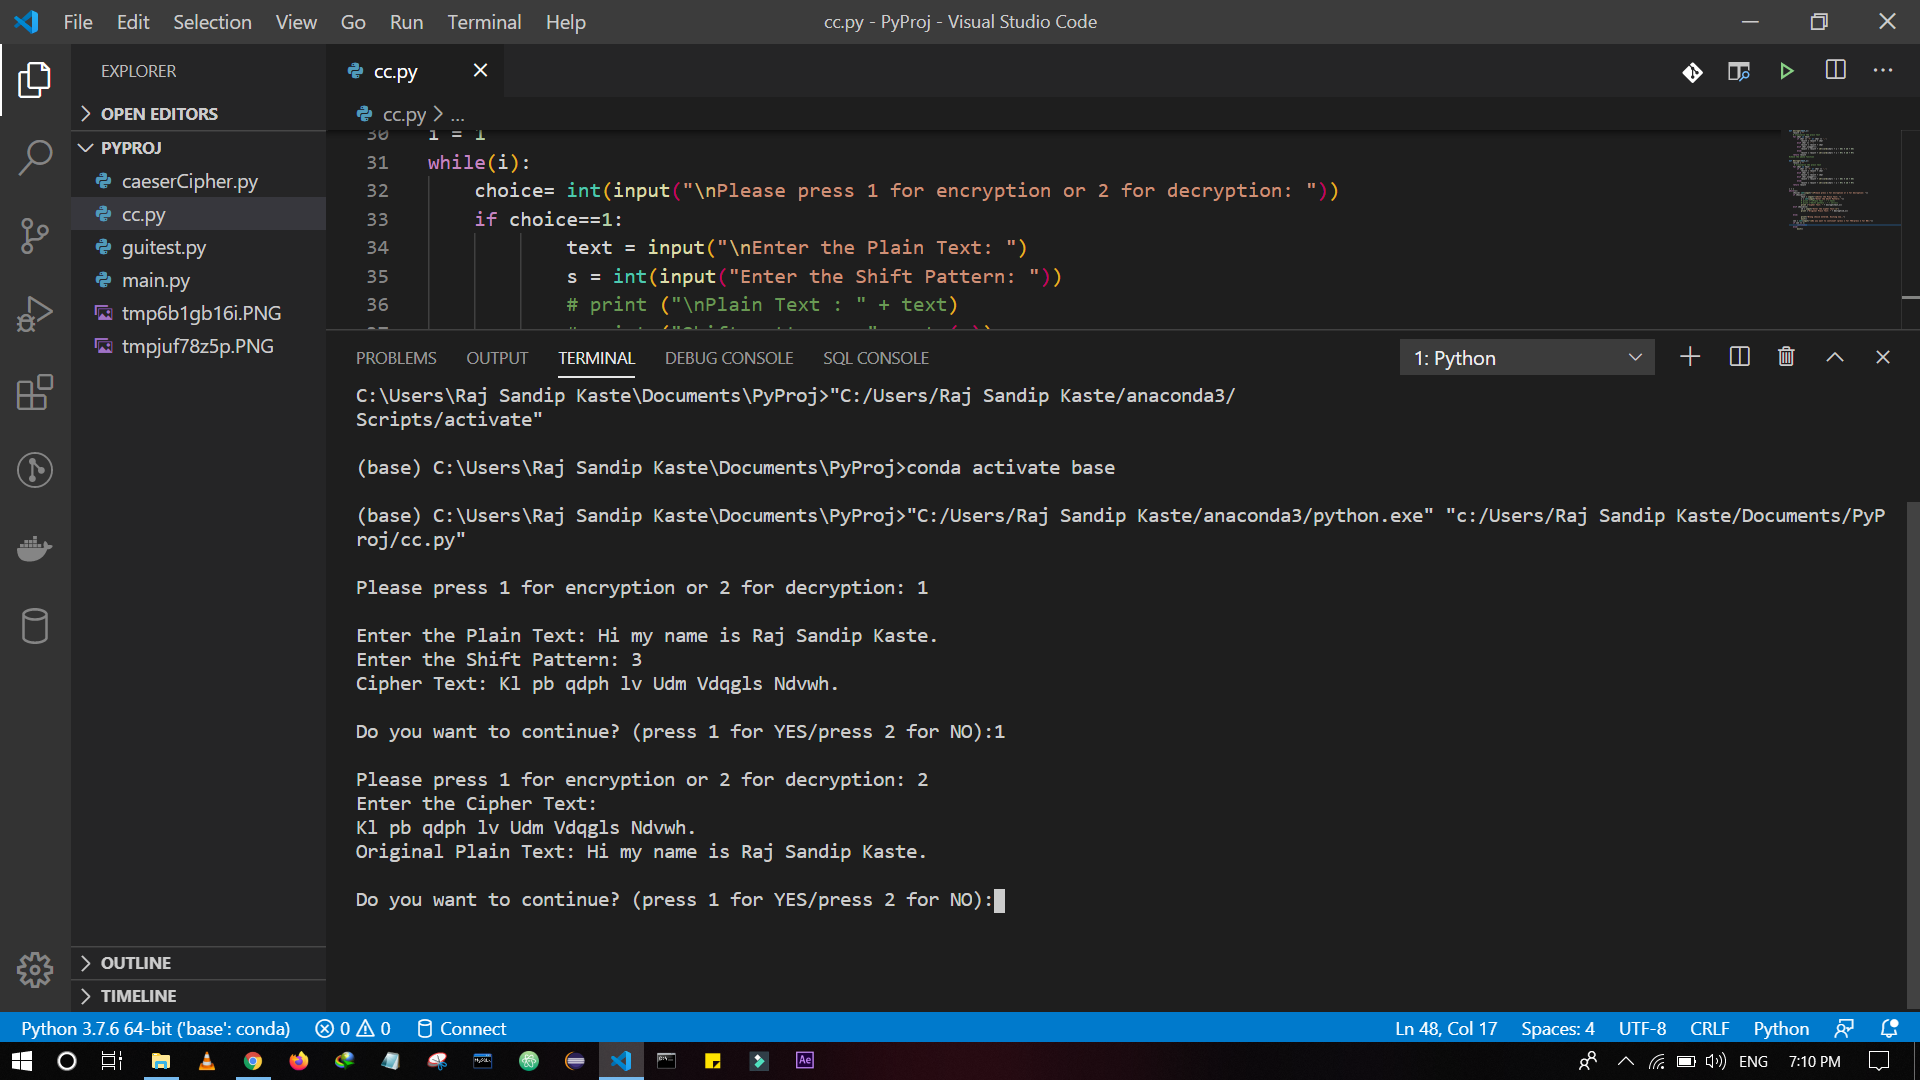 File Edit Selection View Go Run Terminal Help
cc.py - PyProj - Visual Studio Code
EXPLORER
OPEN EDITORS
PYPROJ
caeserCipher.py
cc.py
guitest.py
main.py
tmp6b1gb16i.PNG
tmpjuf78z5p.PNG
OUTLINE
TIMELINE
cc.py
cc.py > ...
30 i = 1
31 while(i):
32 choice= int(input("\nPlease press 1 for encryption or 2 for decryption: "))
33 if choice==1:
34 text = input("\nEnter the Plain Text: ")
35 s = int(input("Enter the Shift Pattern: "))
36 # print ("\nPlain Text : " + text)
PROBLEMS OUTPUT TERMINAL DEBUG CONSOLE SQL CONSOLE
1: Python
C:\Users\Raj Sandip Kaste\Documents\PyProj>"C:/Users/Raj Sandip Kaste/anaconda3/
Scripts/activate"
(base) C:\Users\Raj Sandip Kaste\Documents\PyProj>conda activate base
(base) C:\Users\Raj Sandip Kaste\Documents\PyProj>"C:/Users/Raj Sandip Kaste/anaconda3/python.exe" "c:/Users/Raj Sandip Kaste/Documents/PyP
roj/cc.py"
Please press 1 for encryption or 2 for decryption: 1
Enter the Plain Text: Hi my name is Raj Sandip Kaste.
Enter the Shift Pattern: 3
Cipher Text: Kl pb qdph lv Udm Vdqgls Ndvwh.
Do you want to continue? (press 1 for YES/press 2 for NO):1
Please press 1 for encryption or 2 for decryption: 2
Enter the Cipher Text:
Kl pb qdph lv Udm Vdqgls Ndvwh.
Original Plain Text: Hi my name is Raj Sandip Kaste.
Do you want to continue? (press 1 for YES/press 2 for NO):
Python 3.7.6 64-bit ('base': conda) 0 0 Connect
Ln 48, Col 17 Spaces: 4 UTF-8 CRLF Python
Ae
ENG 7:10 PM